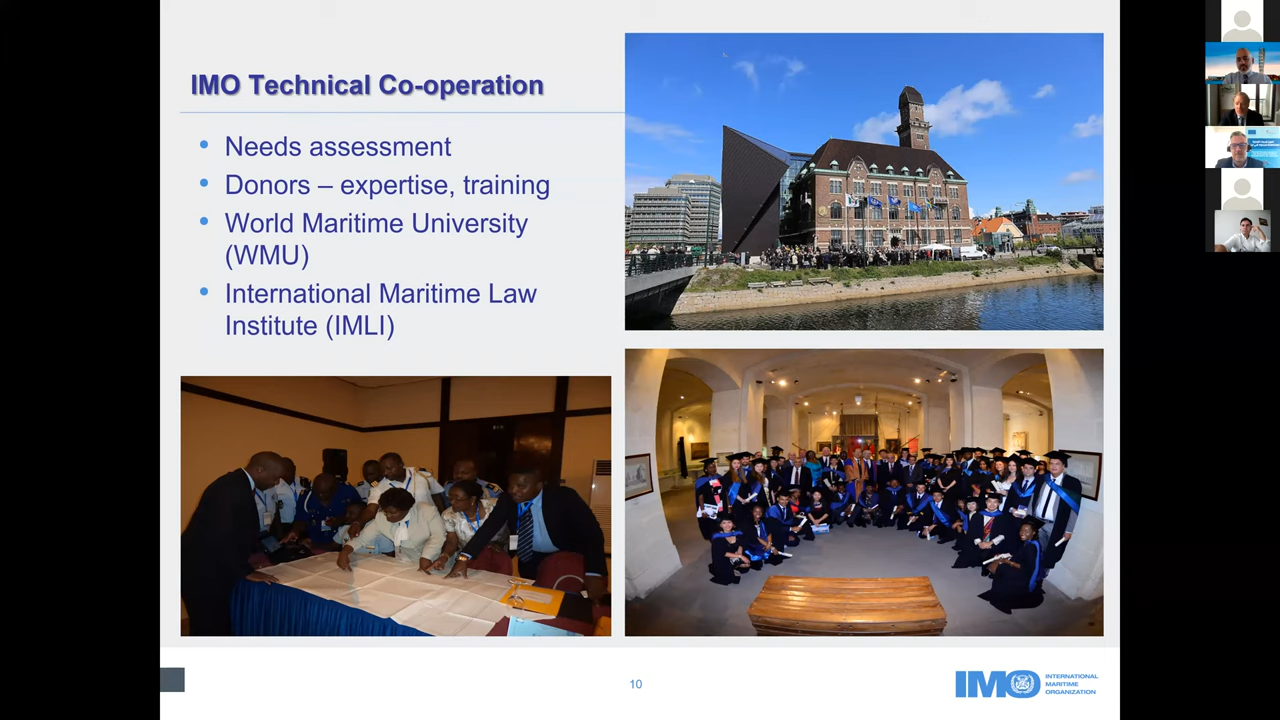 IMO Technical Co-operation
• Needs assessment
• Donors – expertise, training
• World Maritime University
(WMU)
• International Maritime Law
Institute (IMLI)
10
IMO
INTERNATIONAL
MARITIME
ORGANIZATION